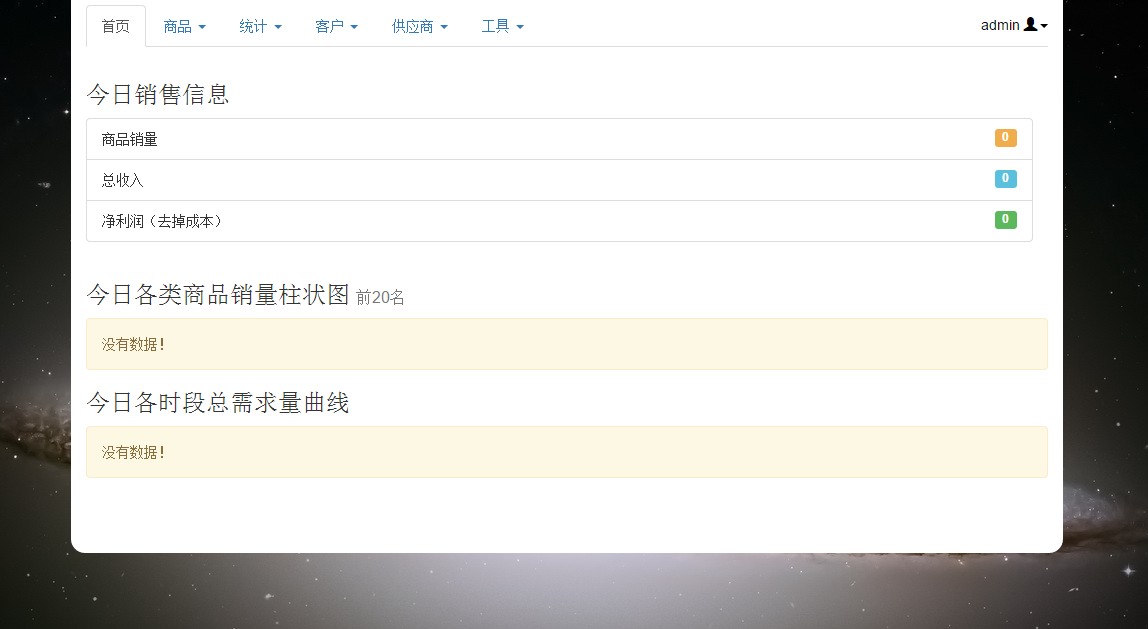 首页 商品 统计 客户 供应商 工具 admin
今日销售信息
商品销量 0
总收入 0
净利润（去掉成本） 0
今日各类商品销量柱状图 前20名
没有数据！
今日各时段总需求量曲线
没有数据！